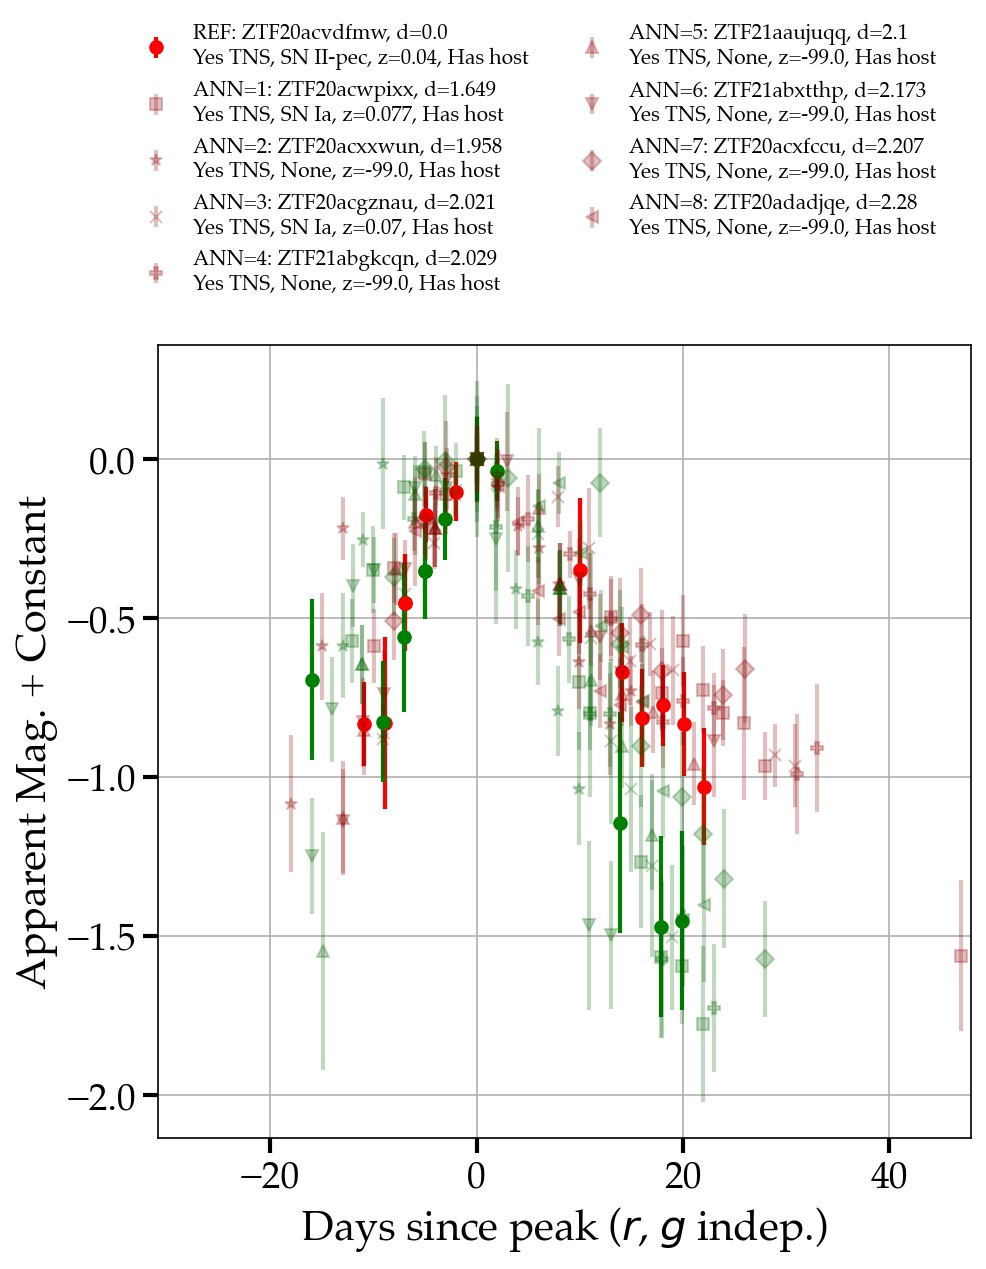 REF: ZTF20acvdfmw, d=0.0
Yes TNS, SN II-pec, z=0.04, Has host
ANN=1: ZTF20acwpixx, d=1.649
Yes TNS, SN Ia, z=0.077, Has host
ANN=2: ZTF20acxxwun, d=1.958
Yes TNS, None, z=-99.0, Has host
ANN=3: ZTF20acgznau, d=2.021
Yes TNS, SN Ia, z=0.07, Has host
ANN=4: ZTF21abgkcqn, d=2.029
Yes TNS, None, z=-99.0, Has host
ANN=5: ZTF21aaujuqq, d=2.1
Yes TNS, None, z=-99.0, Has host
ANN=6: ZTF21abxtthp, d=2.173
Yes TNS, None, z=-99.0, Has host
ANN=7: ZTF20acxfccu, d=2.207
Yes TNS, None, z=-99.0, Has host
ANN=8: ZTF20adadjqe, d=2.28
Yes TNS, None, z=-99.0, Has host
Apparent Mag. + Constant
0.0
−0.5
−1.0
−1.5
−2.0
−20
0
20
40
Days since peak (r, g indep.)